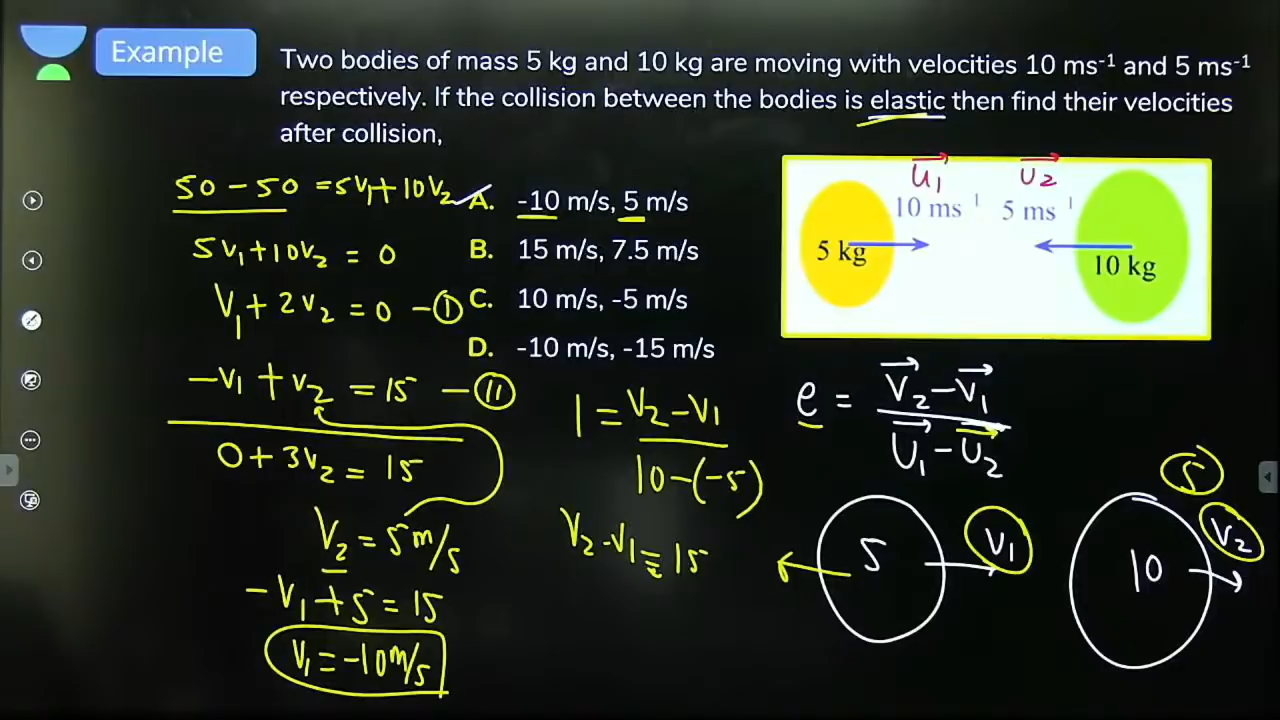 Example
Two bodies of mass 5 kg and 10 kg are moving with velocities 10 ms⁻¹ and 5 ms⁻¹
respectively. If the collision between the bodies is elastic then find their velocities
after collision,
50 - 50 = 5V₁ + 10V₂
5V₁ + 10V₂ = 0
V₁ + 2V₂ = 0 - ①
-V₁ + V₂ = 15 - ⑪
0 + 3V₂ = 15
V₂ = 5 m/s
-V₁ + 5 = 15
V₁ = -10 m/s
A. -10 m/s, 5 m/s
B. 15 m/s, 7.5 m/s
C. 10 m/s, -5 m/s
D. -10 m/s, -15 m/s
1 = V₂ - V₁
10 - (-5)
V₂ - V₁ = 15
U₁ U₂
10 ms¹ 5 ms¹
5 kg 10 kg
e = V₂ - V₁
U₁ - U₂
5
5 V₁ 10 V₂